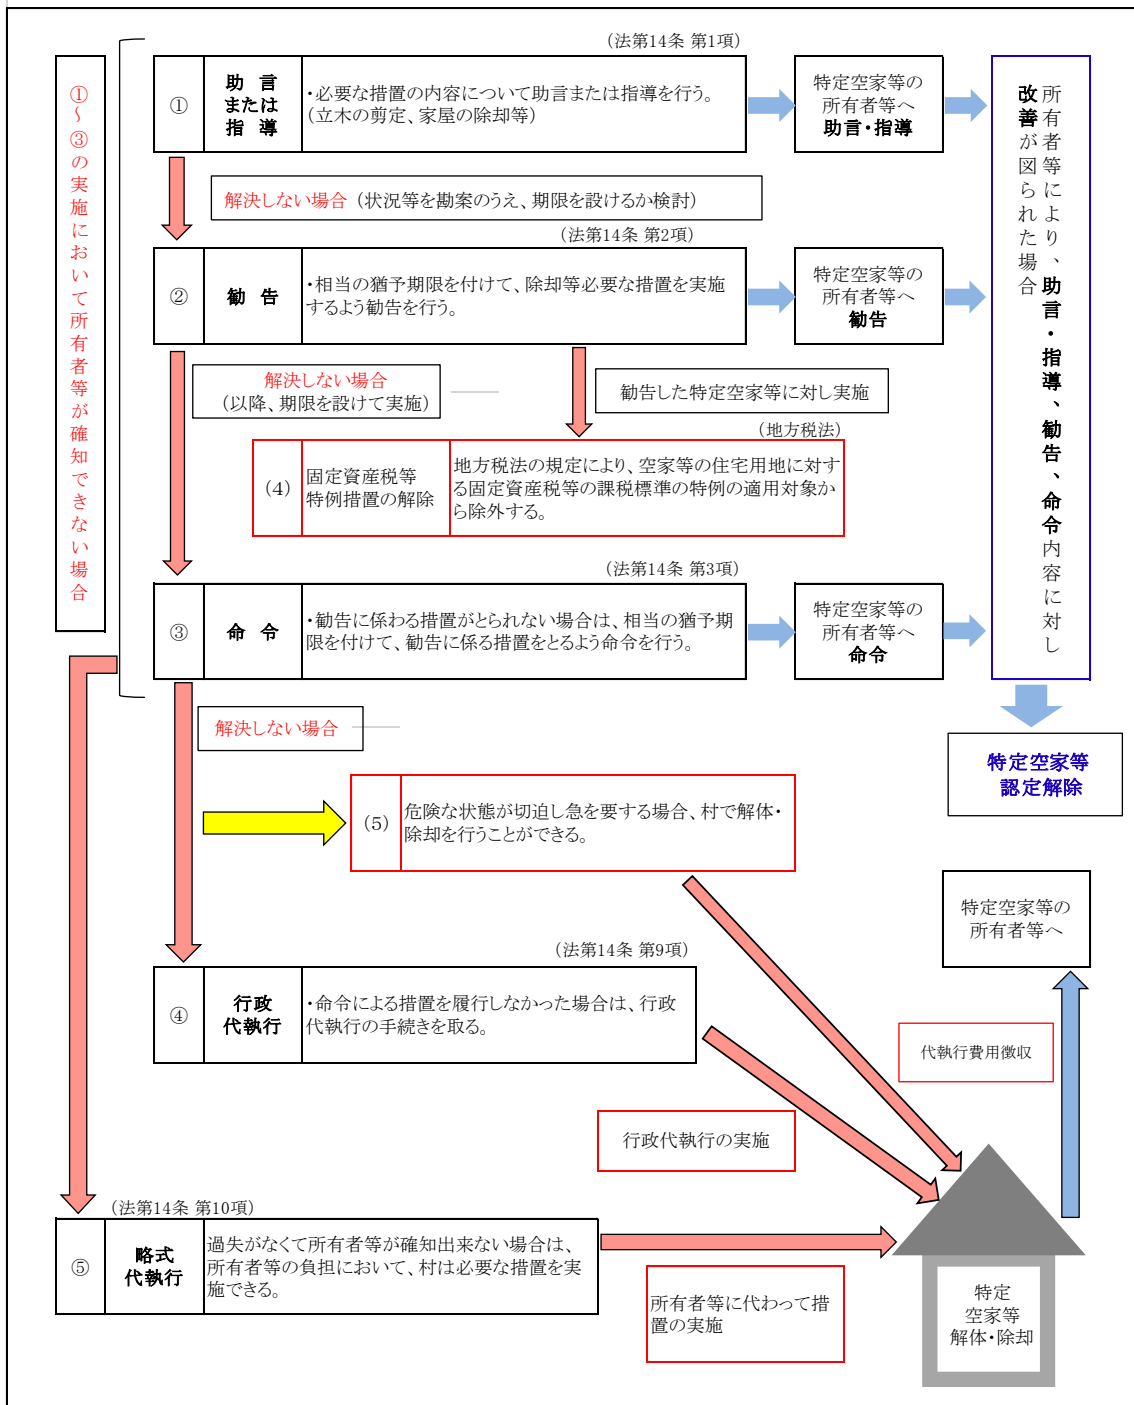 ①～③の実施において所有者等が確知できない場合
(法第14条 第1項)
①
助 言
または
指 導
・必要な措置の内容について助言または指導を行う。
(立木の剪定、家屋の除却等)
特定空家等の
所有者等へ
助言・指導
解決しない場合 (状況等を勘案のうえ、期限を設けるか検討)
(法第14条 第2項)
②
勧 告
・相当の猶予期限を付けて、除却等必要な措置を実施
するよう勧告を行う。
特定空家等の
所有者等へ
勧告
解決しない場合
(以降、期限を設けて実施)
勧告した特定空家等に対し実施
(地方税法)
(4)
固定資産税等
特例措置の解除
地方税法の規定により、空家等の住宅用地に対す
る固定資産税等の課税標準の特例の適用対象か
ら除外する。
(法第14条 第3項)
③
命 令
・勧告に係わる措置がとられない場合は、相当の猶予期
限を付けて、勧告に係る措置をとるよう命令を行う。
特定空家等の
所有者等へ
命令
所有者等により、助言・指導、勧告、命令内容に対し
改善が図られた場合
特定空家等
認定解除
解決しない場合
(5)
危険な状態が切迫し急を要する場合、村で解体・
除却を行うことができる。
特定空家等の
所有者等へ
(法第14条 第9項)
④
行政
代執行
・命令による措置を履行しなかった場合は、行政
代執行の手続きを取る。
代執行費用徴収
行政代執行の実施
(法第14条 第10項)
⑤
略式
代執行
過失がなくて所有者等が確知出来ない場合は、
所有者等の負担において、村は必要な措置を実
施できる。
所有者等に代わって措
置の実施
特定
空家等
解体・除却